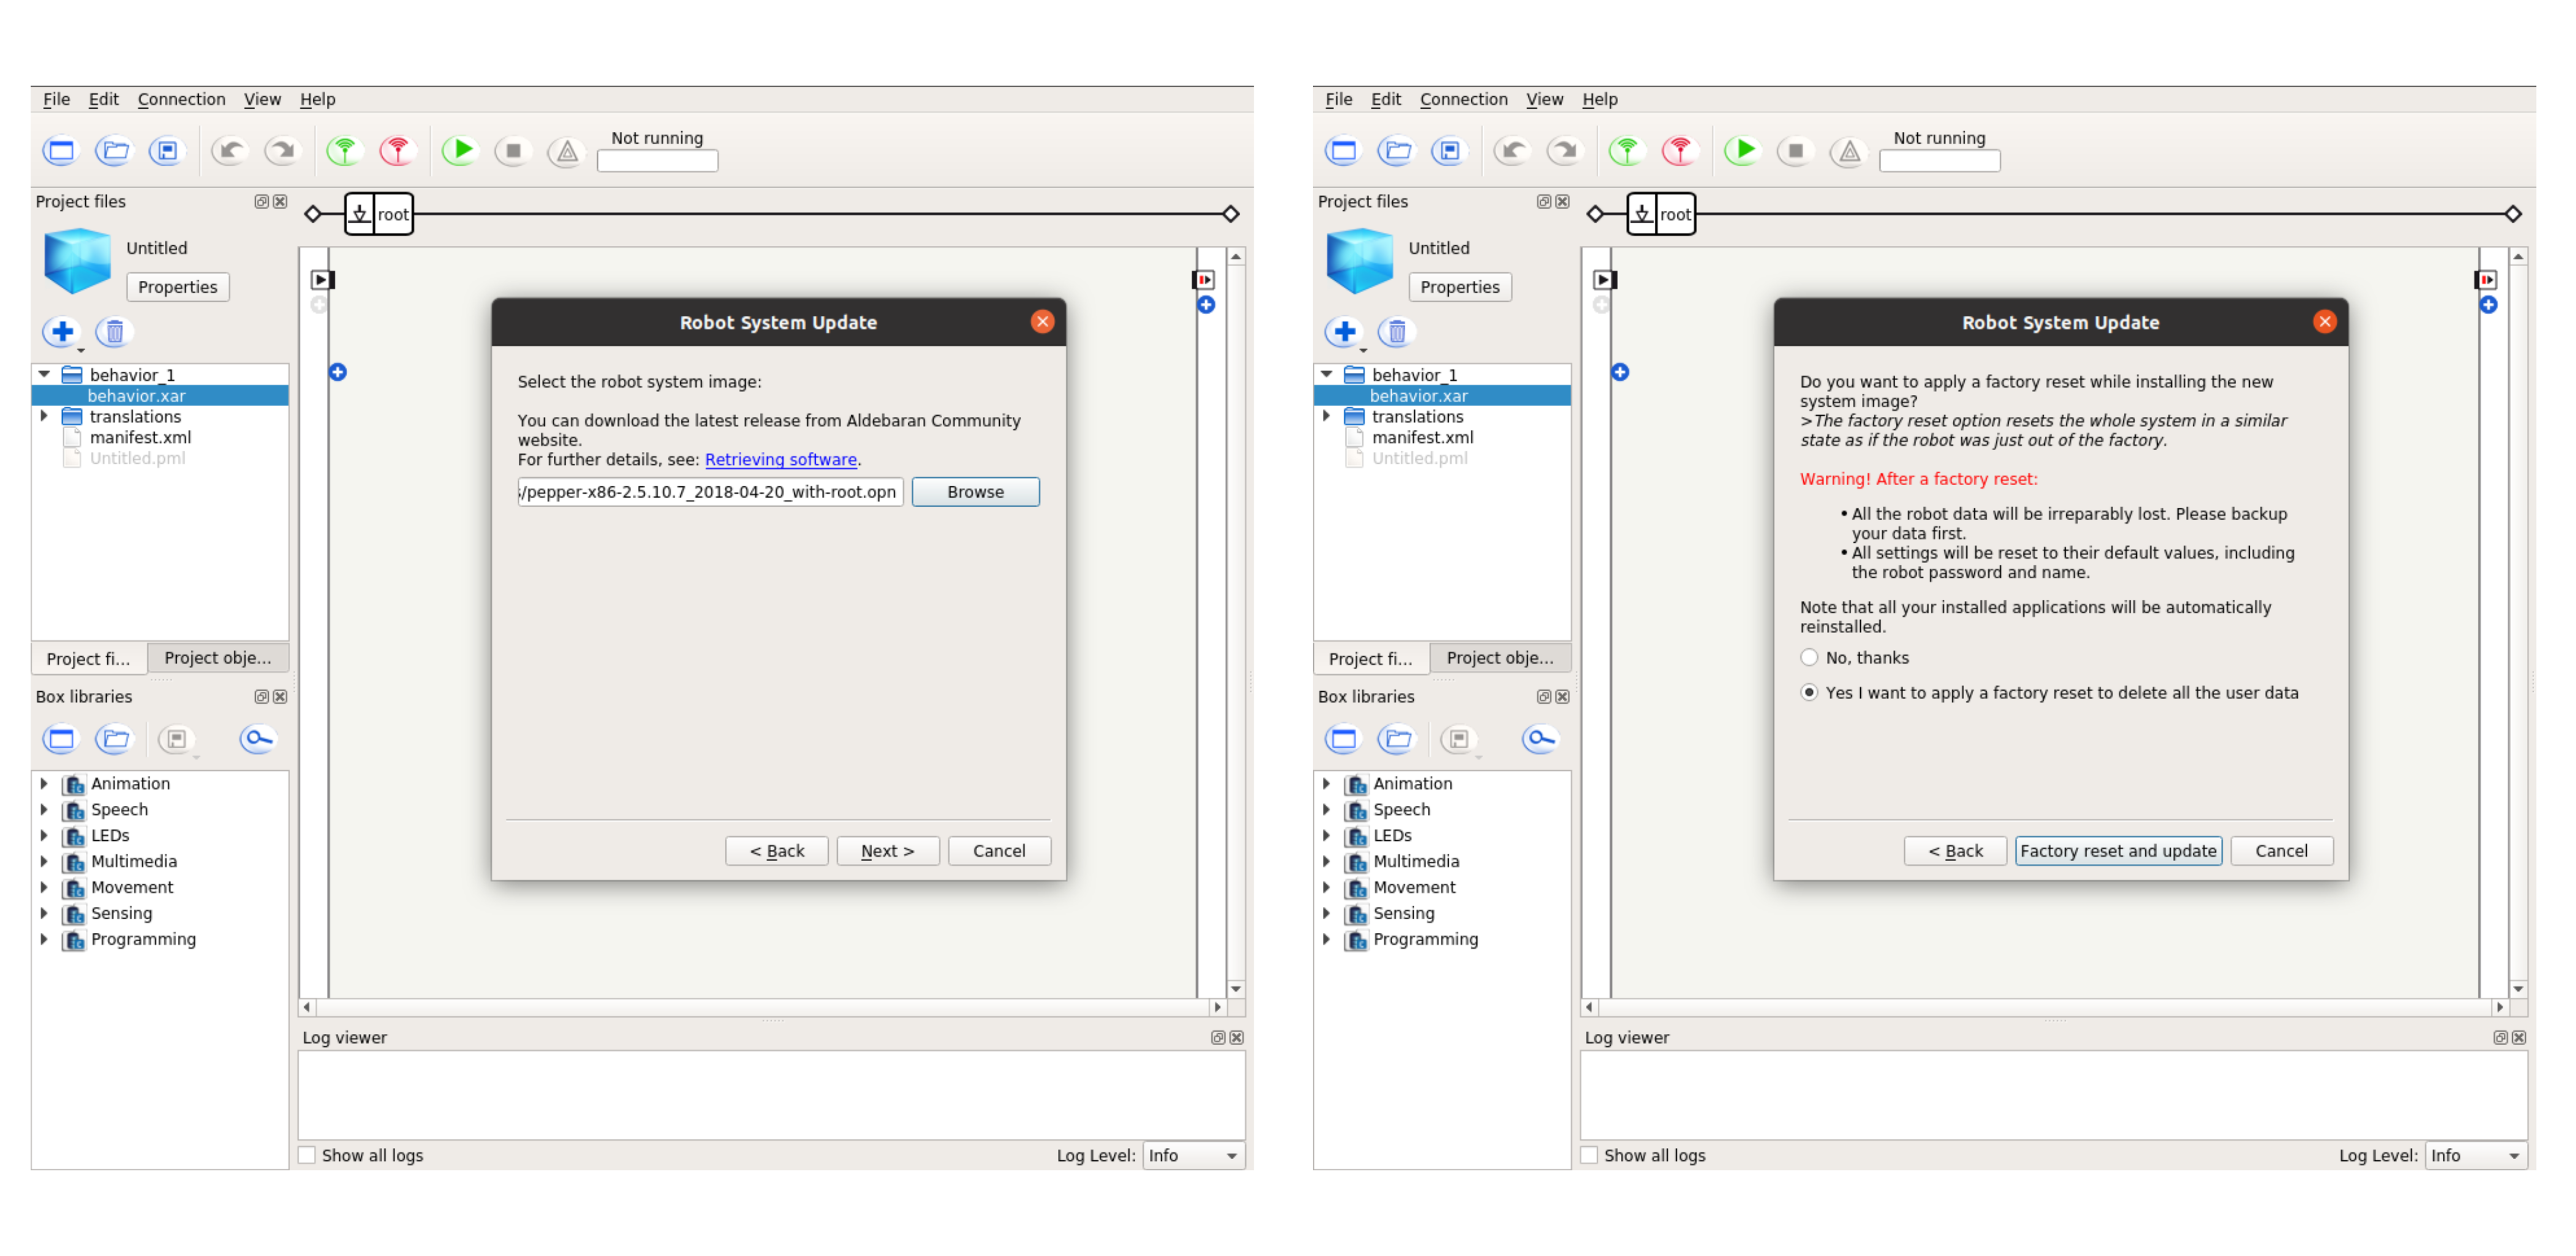 File Edit Connection View Help
Not running
Project files
root
Untitled
Properties
behavior_1
behavior.xar
translations
manifest.xml
Untitled.pml
Project fi... Project obje...
Box libraries
Animation
Speech
LEDs
Multimedia
Movement
Sensing
Programming
Robot System Update
Select the robot system image:
You can download the latest release from Aldebaran Community
website.
For further details, see: Retrieving software.
/pepper-x86-2.5.10.7_2018-04-20_with-root.opn Browse
< Back Next > Cancel
Log viewer
Show all logs Log Level: Info
File Edit Connection View Help
Not running
Project files
root
Untitled
Properties
behavior_1
behavior.xar
translations
manifest.xml
Untitled.pml
Project fi... Project obje...
Box libraries
Animation
Speech
LEDs
Multimedia
Movement
Sensing
Programming
Robot System Update
Do you want to apply a factory reset while installing the new
system image?
>The factory reset option resets the whole system in a similar
state as if the robot was just out of the factory.
Warning! After a factory reset:
• All the robot data will be irreparably lost. Please backup
your data first.
• All settings will be reset to their default values, including
the robot password and name.
Note that all your installed applications will be automatically
reinstalled.
No, thanks
Yes I want to apply a factory reset to delete all the user data
< Back Factory reset and update Cancel
Log viewer
Show all logs Log Level: Info